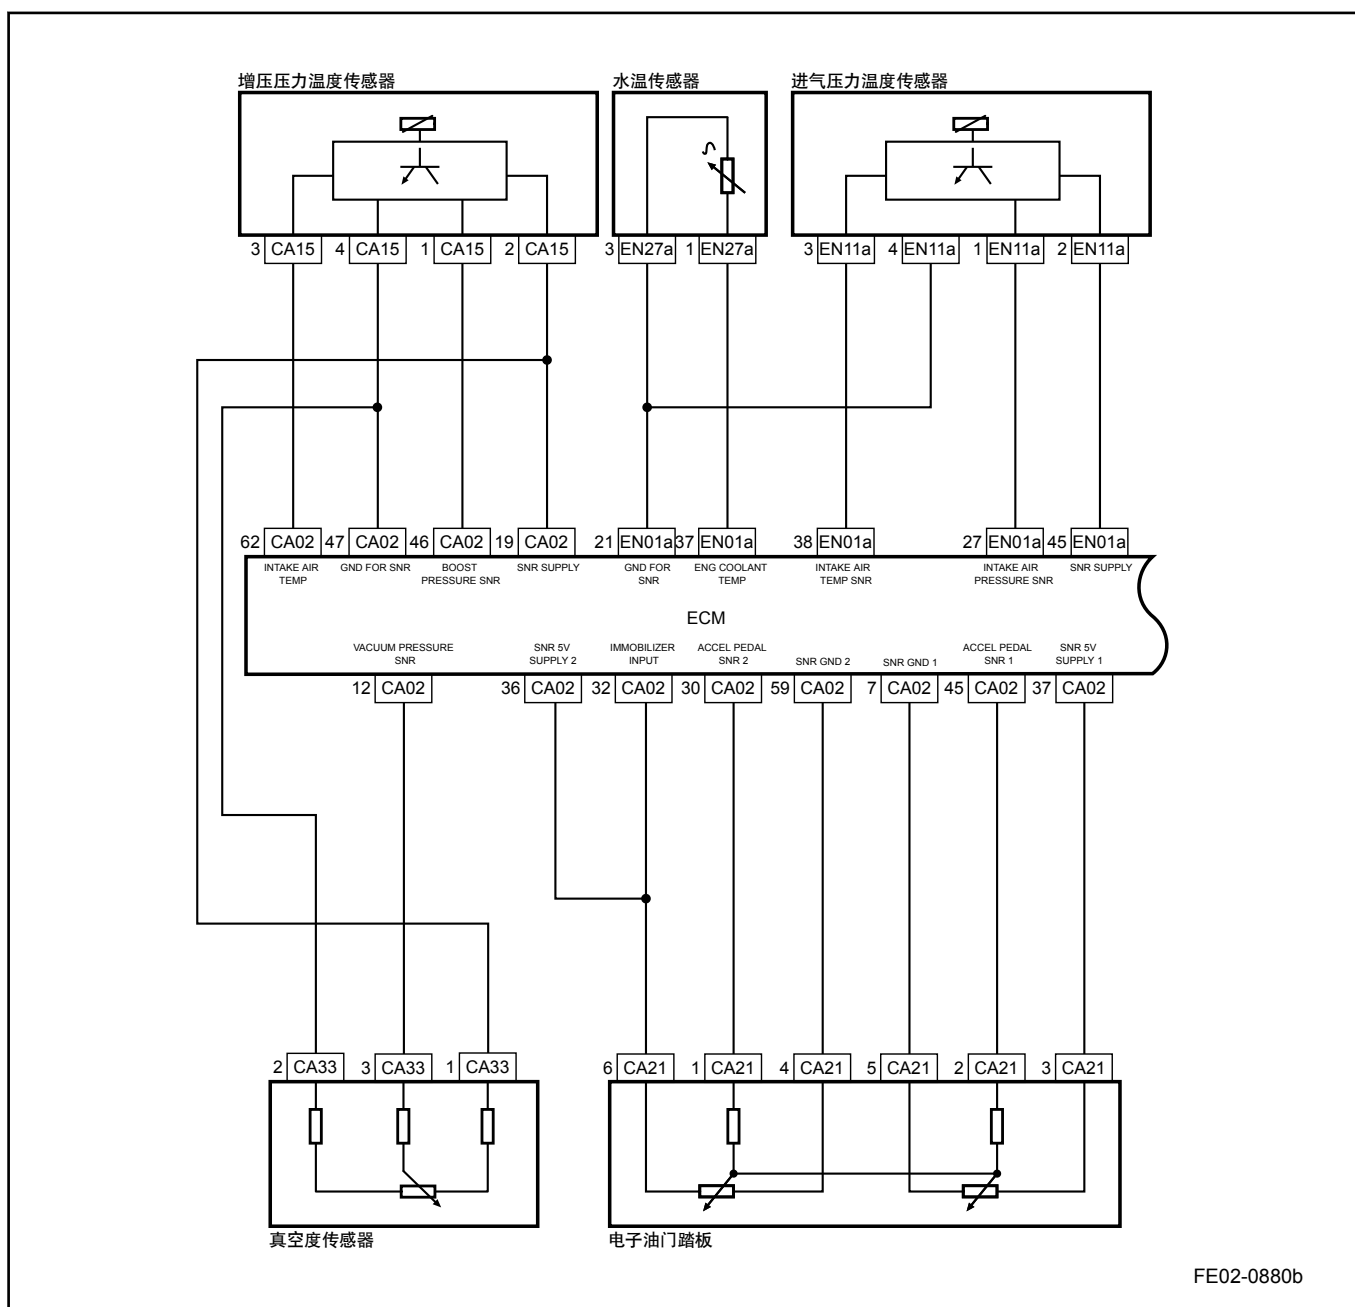 增压压力温度传感器 水温传感器 进气压力温度传感器
3 CA15 4 CA15 1 CA15 2 CA15 3 EN27a 1 EN27a 3 EN11a 4 EN11a 1 EN11a 2 EN11a
62 CA02 47 CA02 46 CA02 19 CA02 21 EN01a 37 EN01a 38 EN01a 27 EN01a 45 EN01a
INTAKE AIR GND FOR SNR BOOST SNR SUPPLY GND FOR ENG COOLANT INTAKE AIR INTAKE AIR SNR SUPPLY
TEMP PRESSURE SNR SNR TEMP TEMP SNR PRESSURE SNR
ECM
VACUUM PRESSURE SNR 5V IMMOBILIZER ACCEL PEDAL ACCEL PEDAL SNR 5V
SNR SUPPLY 2 INPUT SNR 2 SNR GND 2 SNR GND 1 SNR 1 SUPPLY 1
12 CA02 36 CA02 32 CA02 30 CA02 59 CA02 7 CA02 45 CA02 37 CA02
2 CA33 3 CA33 1 CA33 6 CA21 1 CA21 4 CA21 5 CA21 2 CA21 3 CA21
真空度传感器 电子油门踏板
FE02-0880b